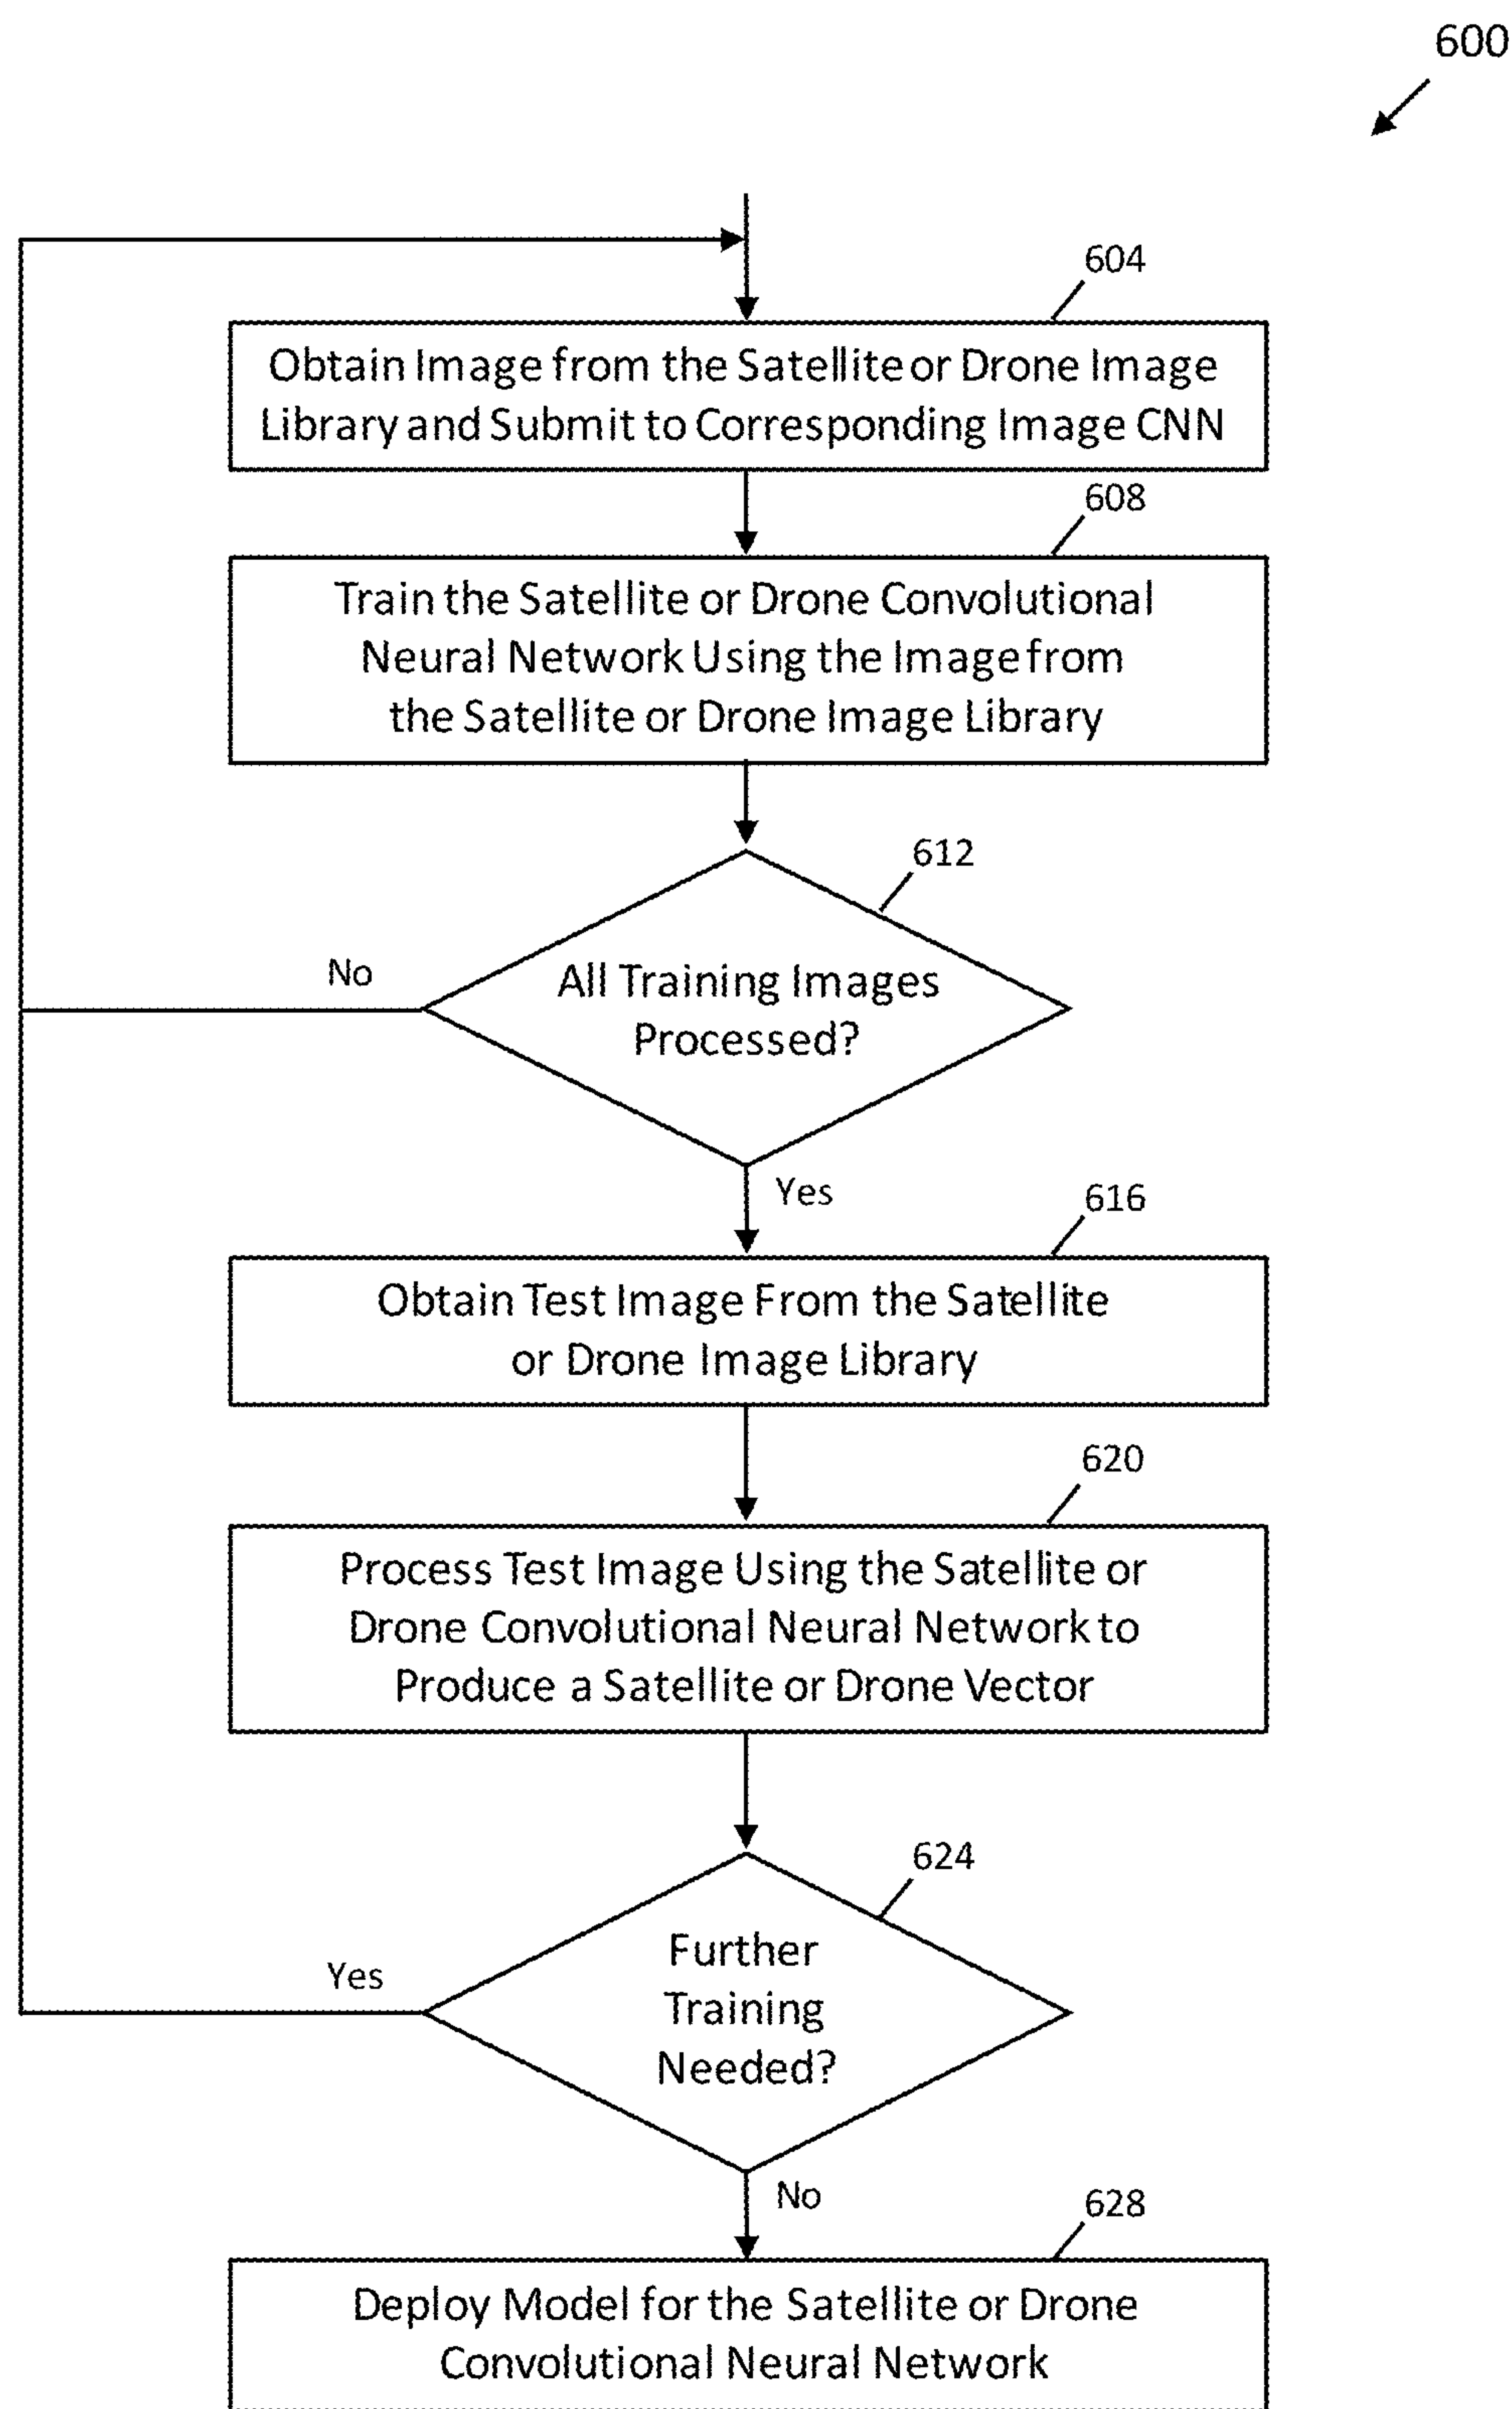 600
604
Obtain Image from the Satellite or Drone Image
Library and Submit to Corresponding Image CNN
608
Train the Satellite or Drone Convolutional
Neural Network Using the Image from
the Satellite or Drone Image Library
612
No
All Training Images
Processed?
Yes
616
Obtain Test Image From the Satellite
or Drone Image Library
620
Process Test Image Using the Satellite or
Drone Convolutional Neural Network to
Produce a Satellite or Drone Vector
624
Yes
Further
Training
Needed?
No
628
Deploy Model for the Satellite or Drone
Convolutional Neural Network